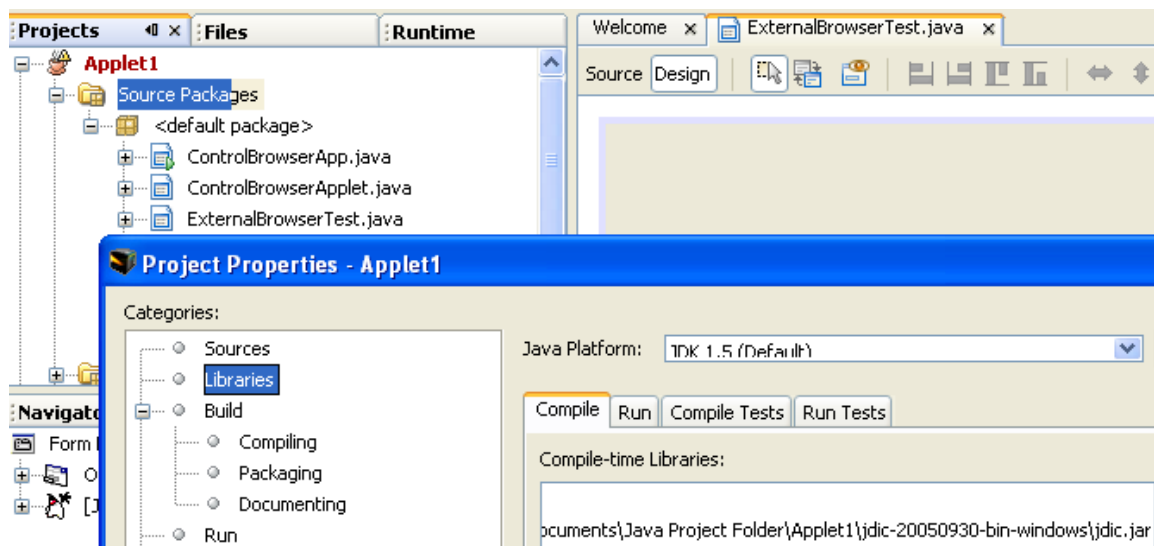 Projects
Files
Runtime
Welcome
ExternalBrowserTest.java
Applet1
Source Design
Source Packages
<default package>
ControlBrowserApp.java
ControlBrowserApplet.java
ExternalBrowserTest.java
Project Properties - Applet1
Categories:
Sources
Libraries
Build
Compiling
Packaging
Documenting
Run
Java Platform:
JDK 1.5 (Default)
Compile Run Compile Tests Run Tests
Compile-time Libraries:
\Java Project Folder\Applet1\jdic-20050930-bin-windows\jdic.jar
Form